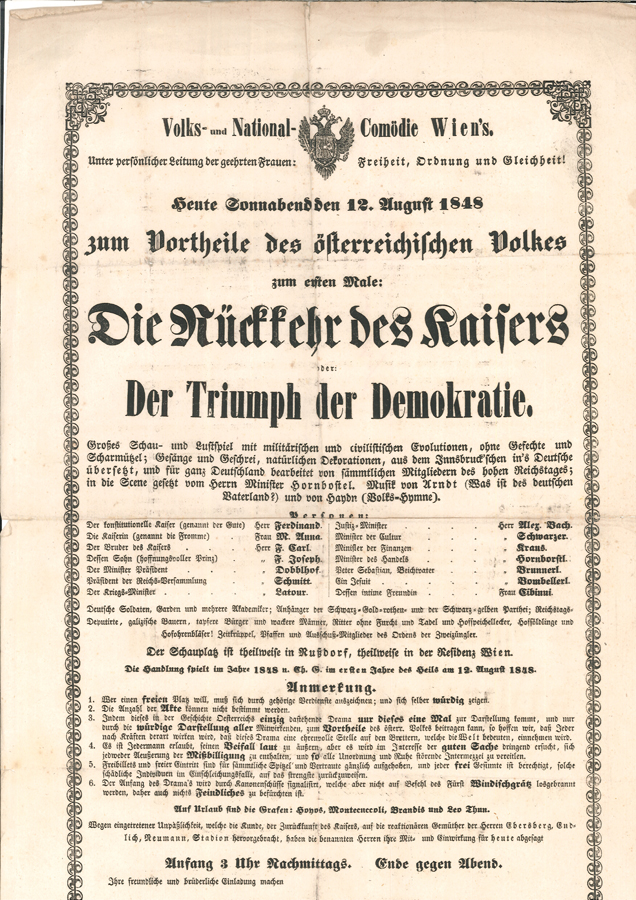 Volks- und National- Comödie Wien's.
Unter persönlicher Leitung der geehrten Frauen: Freiheit, Ordnung und Gleichheit!
Heute Sonnabend den 12. August 1848
zum Vortheile des österreichischen Volkes
zum ersten Male:
Die Rückkehr des Kaisers
oder:
Der Triumph der Demokratie.
Großes Schau- und Lustspiel mit militärischen und civilistischen Evolutionen, ohne Gefechte und
Scharmützel; Gesänge und Geschrei, natürlichen Dekorationen, aus dem Innsbruck'schen in's Deutsche
übersetzt, und für ganz Deutschland bearbeitet von sämmtlichen Mitgliedern des hohen Reichstages;
in die Scene gesetzt vom Herrn Minister Hornbostel. Musik von Arndt (Was ist des deutschen
Vaterland?) und von Haydn (Volks-Hymne).
Personen:
Der konstitutionelle Kaiser (genannt der Gute) Herr Ferdinand. Justiz-Minister . . . Herr Alex. Bach.
Die Kaiserin (genannt die Fromme) Frau M. Anna. Minister der Cultur . . . „ Schwarzer.
Der Bruder des Kaisers . . . Herr F. Carl. Minister der Finanzen . . . „ Kraus.
Dessen Sohn (hoffnungsvoller Prinz) . „ F. Joseph. Minister des Handels . . . „ Hornborstl.
Der Minister Präsident . . . „ Dobblhof. Peter Sebastian, Beichtvater . . „ Brunnerl.
Präsident der Reichs-Versammlung . „ Schmitt. Ein Jesuit . . . „ Bombellerl.
Der Kriegs-Minister . . . „ Latour. Dessen intime Freundin . . Frau Cibinni.
Deutsche Soldaten, Garden und mehrere Akademiker; Anhänger der Schwarz-Gold-rothen- und der Schwarz-gelben Parthei; Reichstags-
Deputirte, galizische Bauern, tapfere Bürger und wackere Männer, Ritter ohne Furcht und Tadel und Hofspeichellecker, Hofschöllinge und
Hofohrenbläser! Zeitkrüppel, Pfaffen und Ausschuß-Mitglieder des Ordens der Zweizüngler.
Der Schauplatz ist theilweise in Nußdorf, theilweise in der Residenz Wien.
Die Handlung spielt im Jahre 1848 n. Ch. G. im ersten Jahre des Heils am 12. August 1848.
Anmerkung.
1. Wer einen freien Platz will, muß sich durch gehörige Verdienste auszeichnen; und sich selber würdig zeigen.
2. Die Anzahl der Akte können nicht bestimmt werden.
3. Indem dieses in der Geschichte Oesterreichs einzig dastehende Drama nur dieses eine Mal zur Darstellung kommt, und nur
durch die würdige Darstellung aller Mitwirkenden, zum Vortheile des österr. Volkes beitragen kann, so hoffen wir, daß Jeder
nach Kräften derart wirken wird, daß dieses Drama eine ehrenvolle Stelle auf den Brettern, welche die Welt bedeuten, einnehmen wird.
4. Es ist Jedermann erlaubt, seinen Beifall laut zu äußern, aber es wird im Interesse der guten Sache dringend ersucht, sich
jedweder Aeußerung der Mißbilligung zu enthalten, und so alle Unordnung und Ruhe störende Intermezzei zu vereiteln.
5. Freibillets und freier Eintritt sind für sämmtliche Spitzel und Vertraute gänzlich aufgehoben, und jeder frei Gesinnte ist berechtigt, solche
schädliche Individuen im Einschleichungsfalle, auf das strengste zurückzuweisen.
6. Der Anfang des Drama's wird durch Kanonenschüsse signalisirt, welche aber nicht auf Befehl des Fürst Windischgrätz losgebrannt
werden, daher auch nichts Feindliches zu befürchten ist.
Auf Urlaub sind die Grafen: Hoyos, Montecuccoli, Brandis und Leo Thun.
Wegen eingetretener Unpäßlichkeit, welche die Kunde, der Zurückkunft des Kaisers, auf die reaktionären Gemüther der Herren Ebersberg, End-
lich, Neumann, Stadion hervorgebracht, haben die benannten Herren ihre Mit- und Einwirkung für heute abgesagt
Anfang 3 Uhr Nachmittags. Ende gegen Abend.
Ihre freundliche und brüderliche Einladung machen